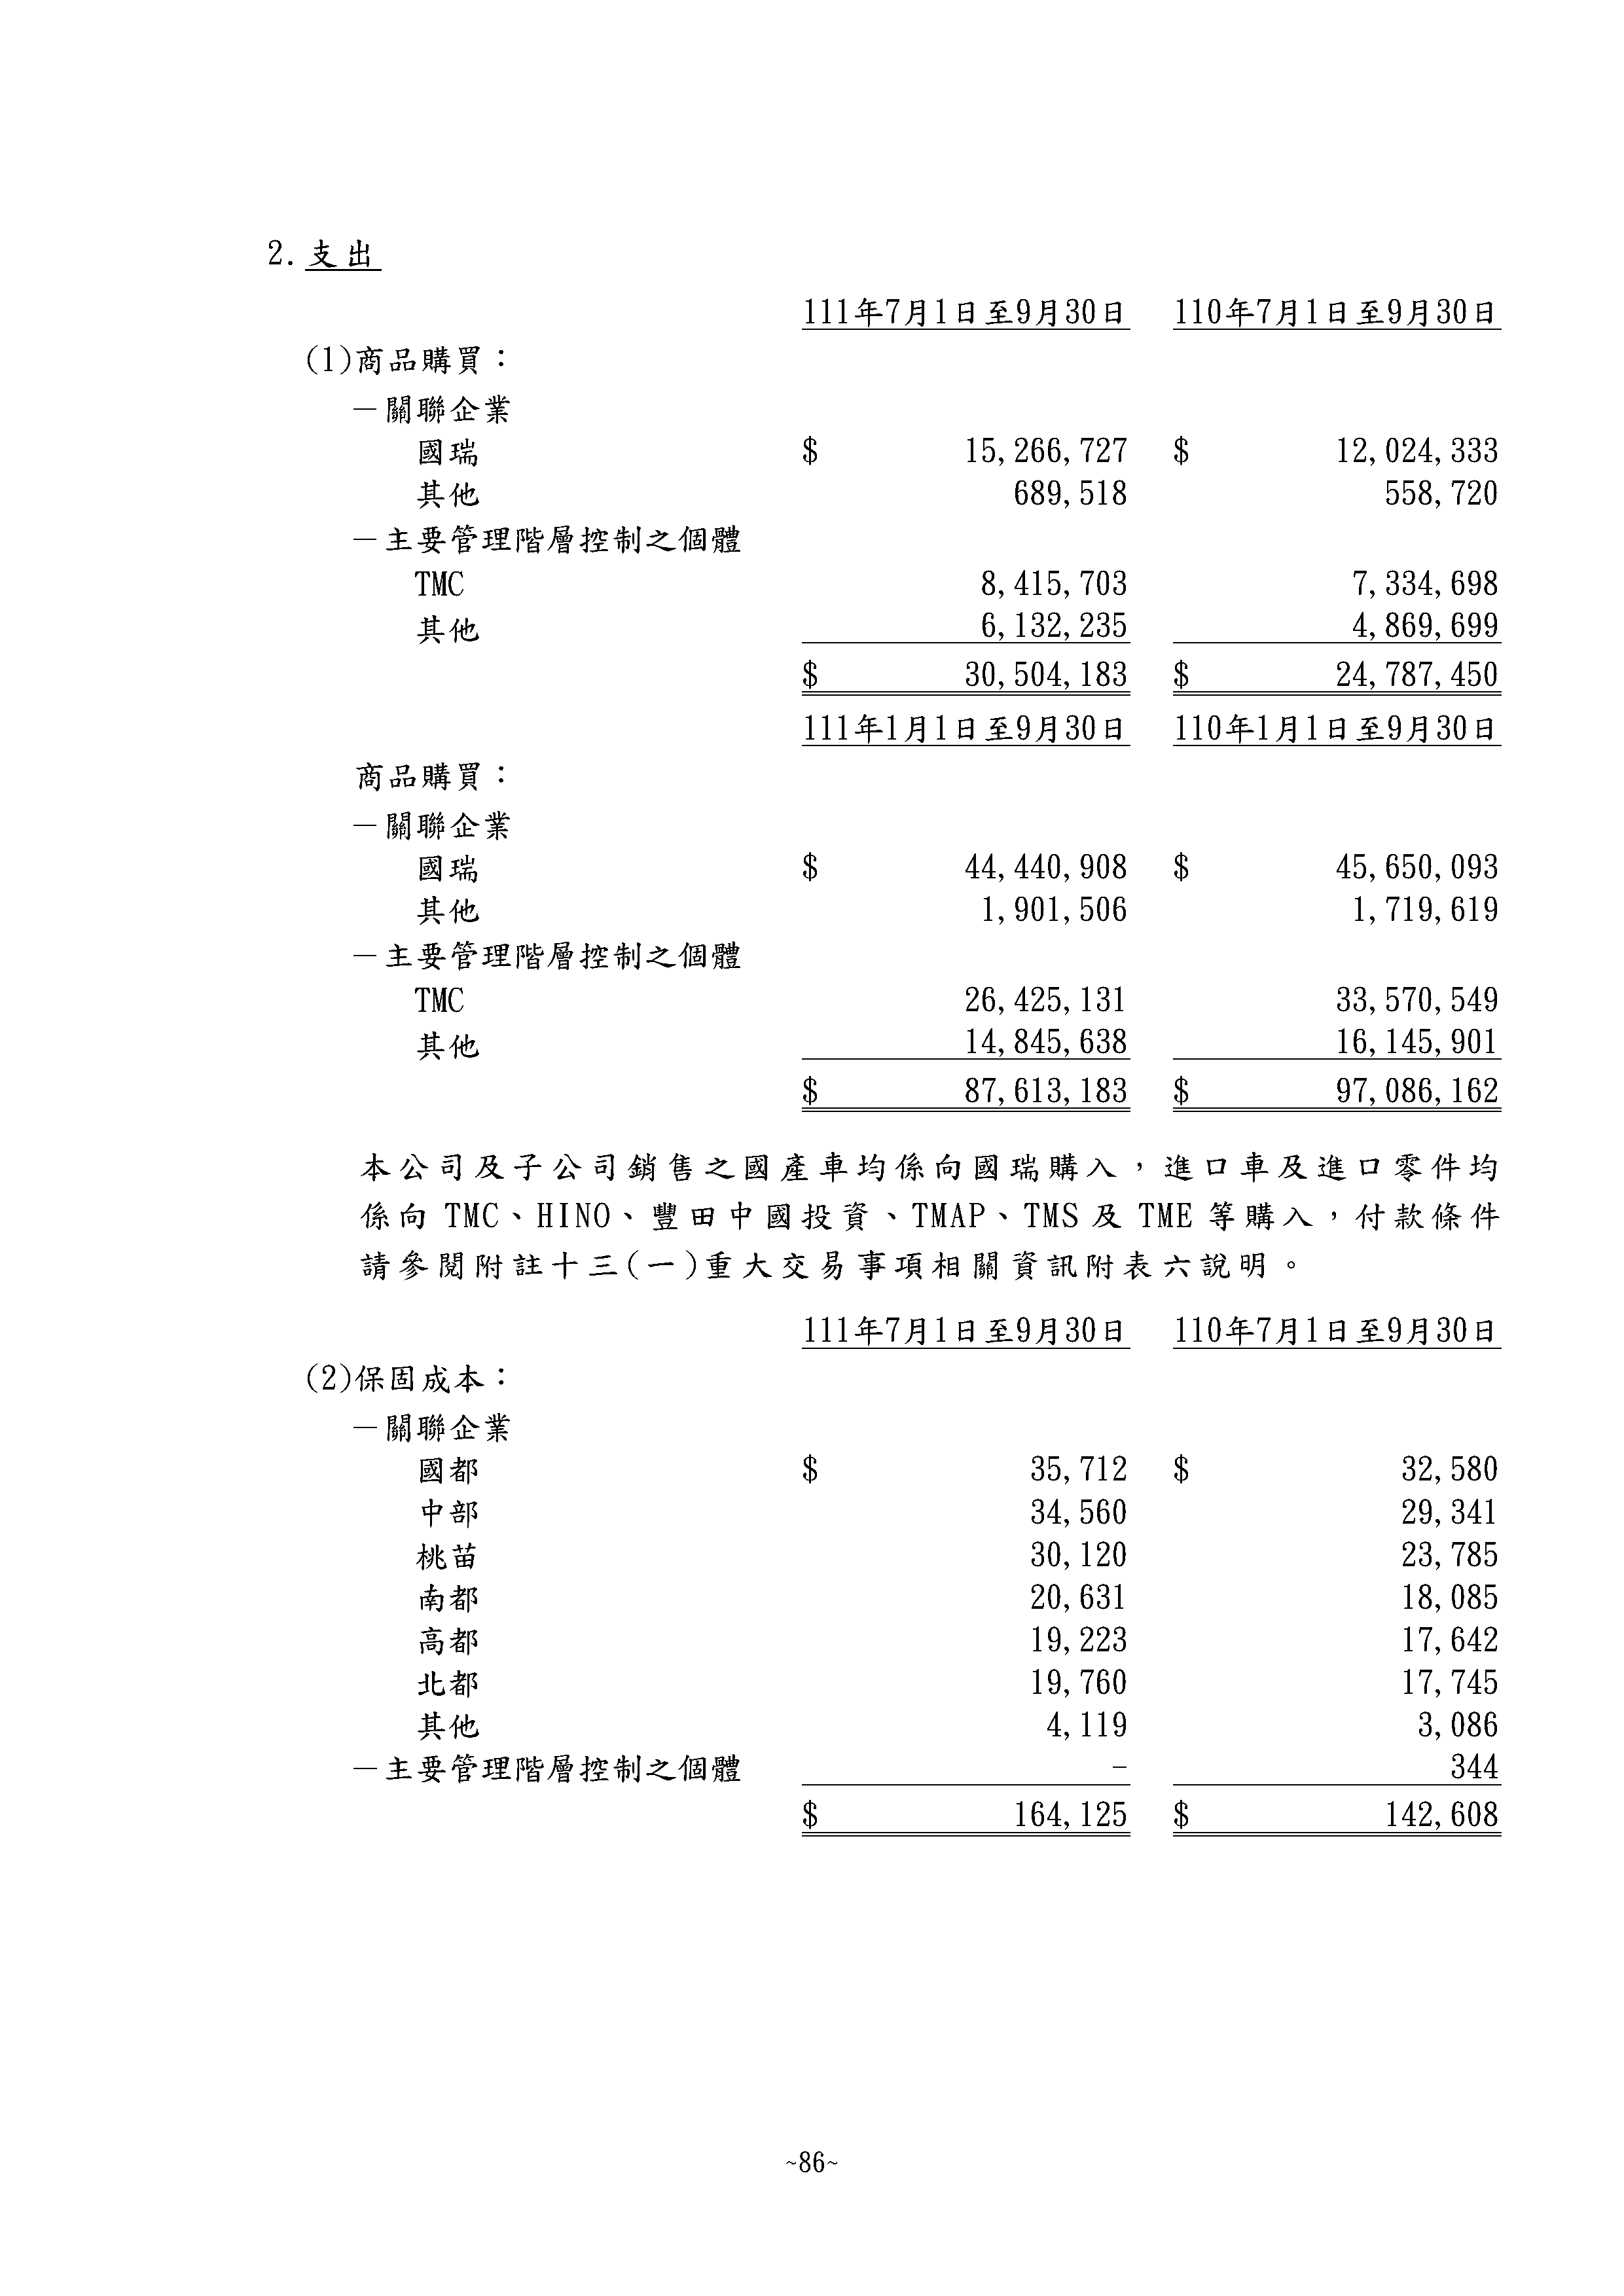 2. 支出
111年7月1日至9月30日 110年7月1日至9月30日
(1)商品購買：
－關聯企業
國瑞 $ 15,266,727 $ 12,024,333
其他 689,518 558,720
－主要管理階層控制之個體
TMC 8,415,703 7,334,698
其他 6,132,235 4,869,699
$ 30,504,183 $ 24,787,450
111年1月1日至9月30日 110年1月1日至9月30日
商品購買：
－關聯企業
國瑞 $ 44,440,908 $ 45,650,093
其他 1,901,506 1,719,619
－主要管理階層控制之個體
TMC 26,425,131 33,570,549
其他 14,845,638 16,145,901
$ 87,613,183 $ 97,086,162
本公司及子公司銷售之國產車均係向國瑞購入，進口車及進口零件均
係向 TMC、HINO、豐田中國投資、TMAP、TMS 及 TME 等購入，付款條件
請參閱附註十三(一)重大交易事項相關資訊附表六說明。
111年7月1日至9月30日 110年7月1日至9月30日
(2)保固成本：
－關聯企業
國都 $ 35,712 $ 32,580
中部 34,560 29,341
桃苗 30,120 23,785
南都 20,631 18,085
高都 19,223 17,642
北都 19,760 17,745
其他 4,119 3,086
－主要管理階層控制之個體 - 344
$ 164,125 $ 142,608
~86~